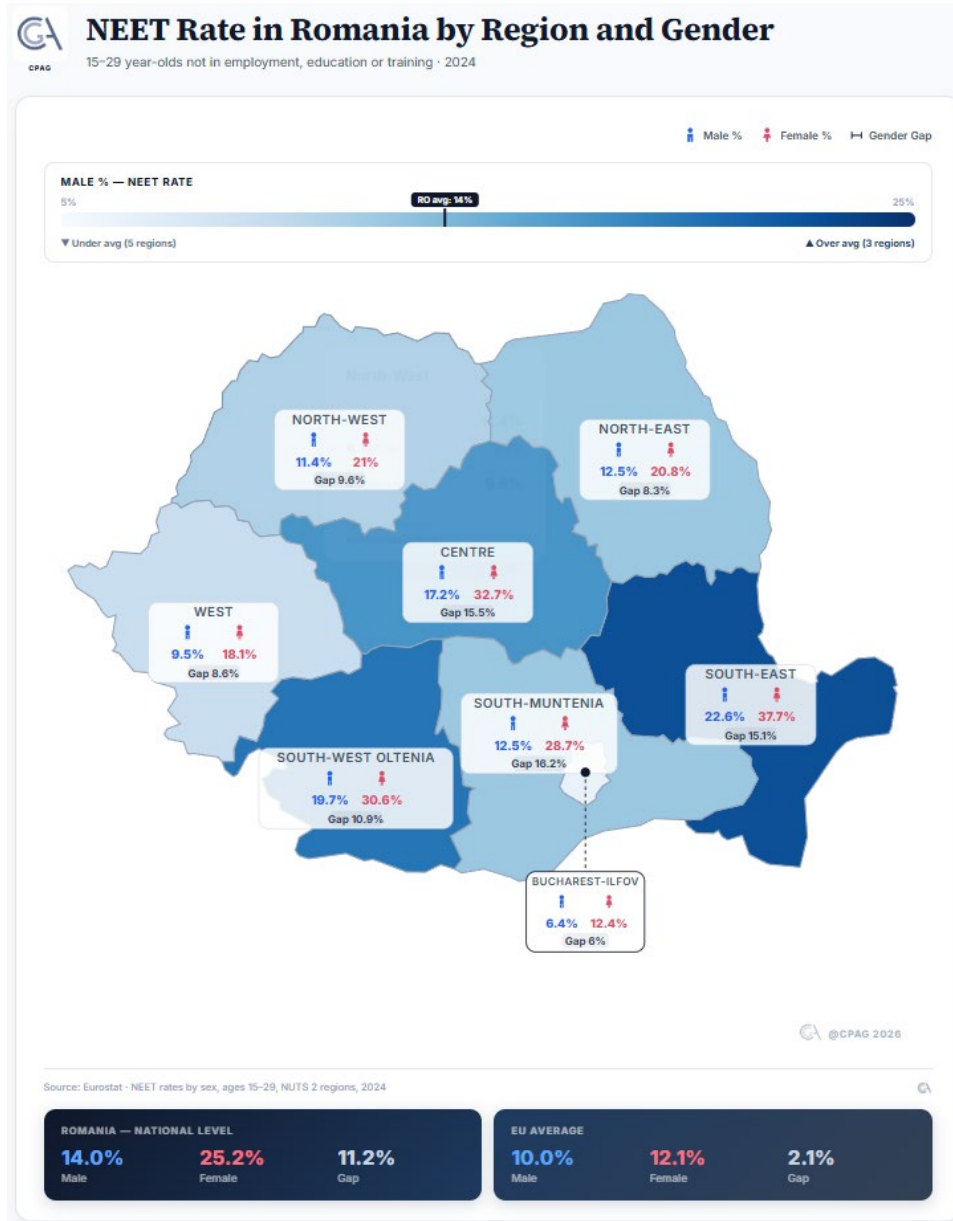 NEET Rate in Romania by Region and Gender
CPAG
15–29 year-olds not in employment, education or training · 2024
Male % Female % Gender Gap
MALE % — NEET RATE
5% RO avg: 14% 25%
▼ Under avg (5 regions) ▲ Over avg (3 regions)
North-West
NORTH-WEST
11.4% 21%
Gap 9.6%
NORTH-EAST
12.5% 20.8%
Gap 8.3%
CENTRE
17.2% 32.7%
Gap 15.5%
WEST
9.5% 18.1%
Gap 8.6%
SOUTH-EAST
22.6% 37.7%
Gap 15.1%
SOUTH-MUNTENIA
12.5% 28.7%
Gap 16.2%
SOUTH-WEST OLTENIA
19.7% 30.6%
Gap 10.9%
BUCHAREST-ILFOV
6.4% 12.4%
Gap 6%
@CPAG 2026
Source: Eurostat · NEET rates by sex, ages 15–29, NUTS 2 regions, 2024
ROMANIA — NATIONAL LEVEL
14.0% 25.2% 11.2%
Male Female Gap
EU AVERAGE
10.0% 12.1% 2.1%
Male Female Gap